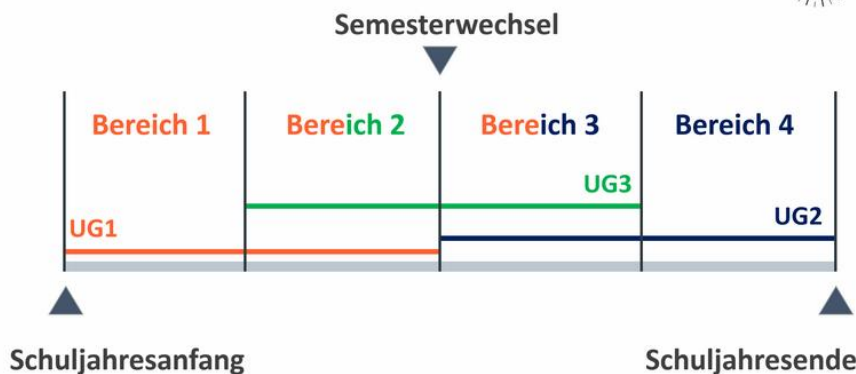 Semesterwechsel
Bereich 1 Bereich 2 Bereich 3 Bereich 4
UG3
UG2
UG1
Schuljahresanfang Schuljahresende